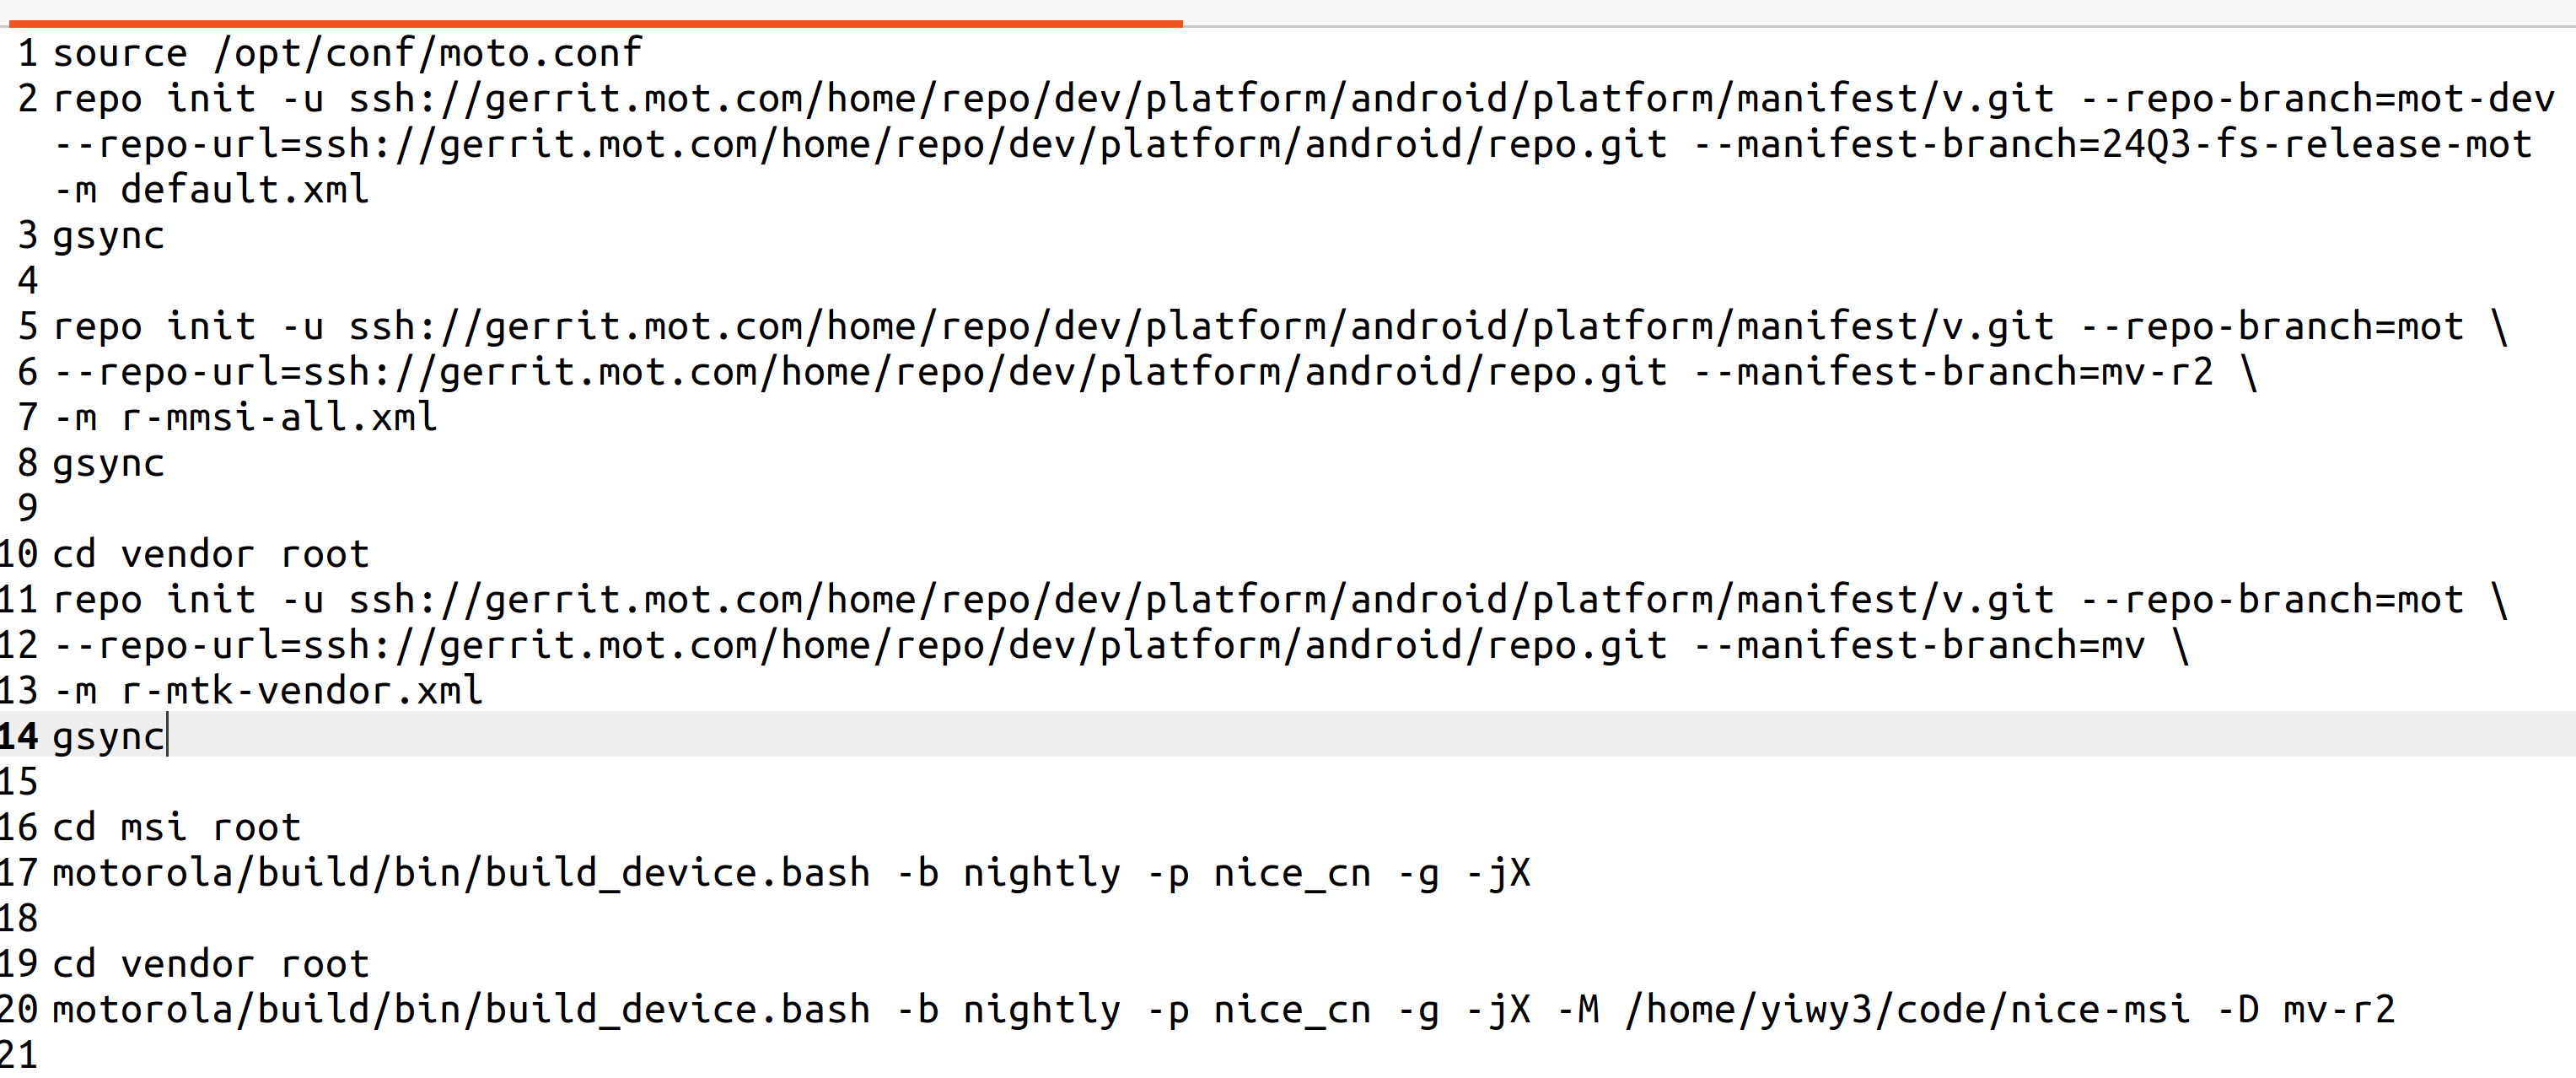 1 source /opt/conf/moto.conf
2 repo init -u ssh://gerrit.mot.com/home/repo/dev/platform/android/platform/manifest/v.git --repo-branch=mot-dev
--repo-url=ssh://gerrit.mot.com/home/repo/dev/platform/android/repo.git --manifest-branch=24Q3-fs-release-mot
-m default.xml
3 gsync
4
5 repo init -u ssh://gerrit.mot.com/home/repo/dev/platform/android/platform/manifest/v.git --repo-branch=mot \
6 --repo-url=ssh://gerrit.mot.com/home/repo/dev/platform/android/repo.git --manifest-branch=mv-r2 \
7 -m r-mmsi-all.xml
8 gsync
9
10 cd vendor root
11 repo init -u ssh://gerrit.mot.com/home/repo/dev/platform/android/platform/manifest/v.git --repo-branch=mot \
12 --repo-url=ssh://gerrit.mot.com/home/repo/dev/platform/android/repo.git --manifest-branch=mv \
13 -m r-mtk-vendor.xml
14 gsync
15
16 cd msi root
17 motorola/build/bin/build_device.bash -b nightly -p nice_cn -g -jX
18
19 cd vendor root
20 motorola/build/bin/build_device.bash -b nightly -p nice_cn -g -jX -M /home/yiwy3/code/nice-msi -D mv-r2
21